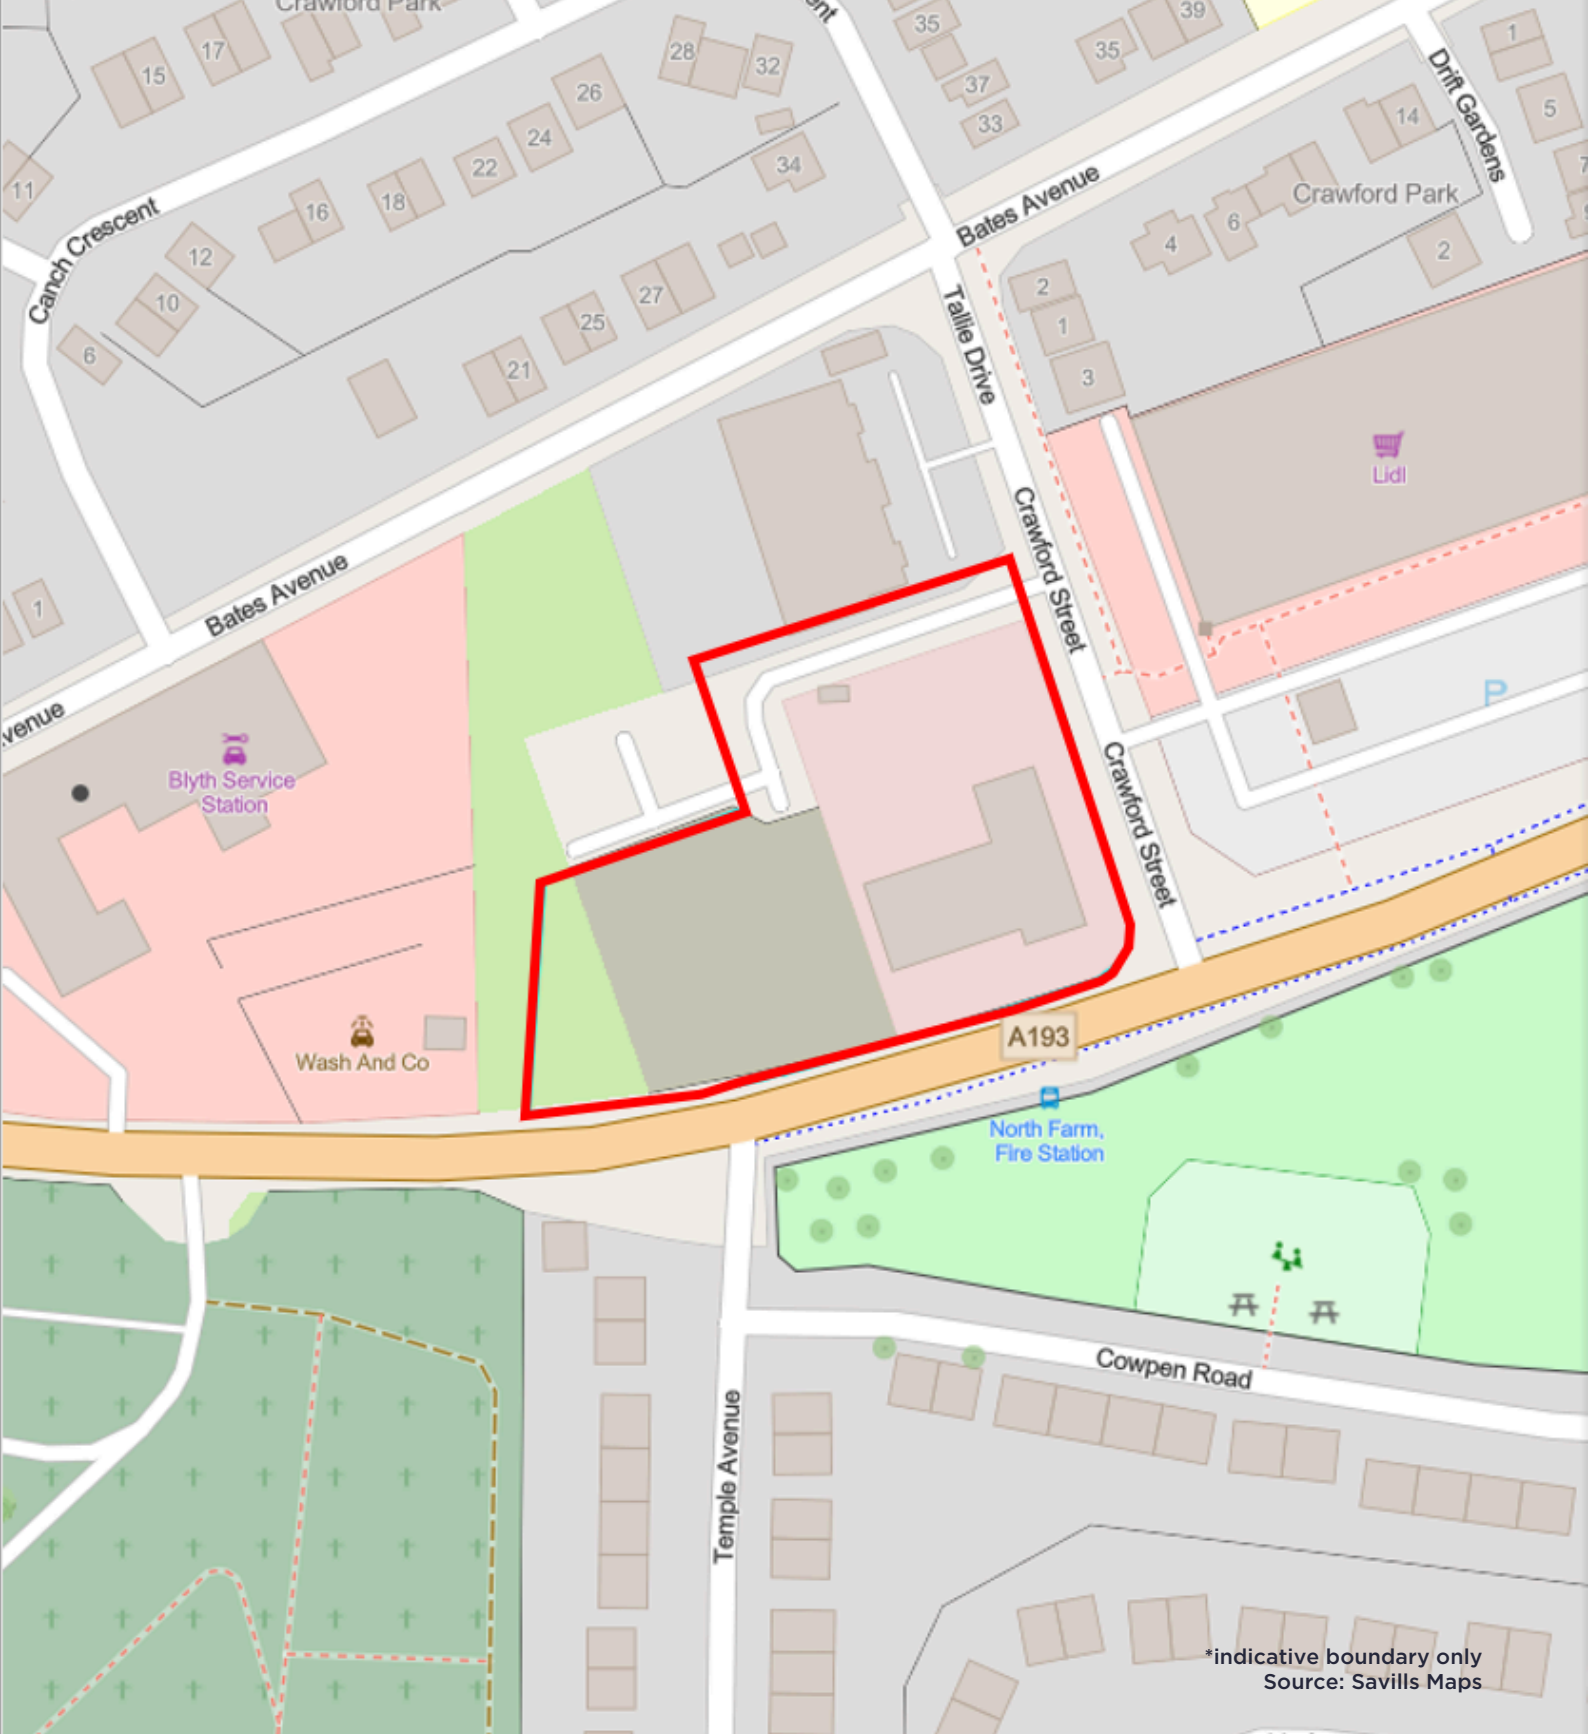 Crawford Park
35
39
1
17
28
32
15
35
37
26
Drift Gardens
5
14
33
24
34
22
11
18
16
Bates Avenue
Crawford Park
6
4
2
Canch Crescent
12
10
2
27
Tallie Drive
25
1
6
21
3
Lidl
Crawford Street
Bates Avenue
1
P
Blyth Service
Station
Crawford Street
A193
Wash And Co
North Farm,
Fire Station
Cowpen Road
Temple Avenue
*indicative boundary only
Source: Savills Maps